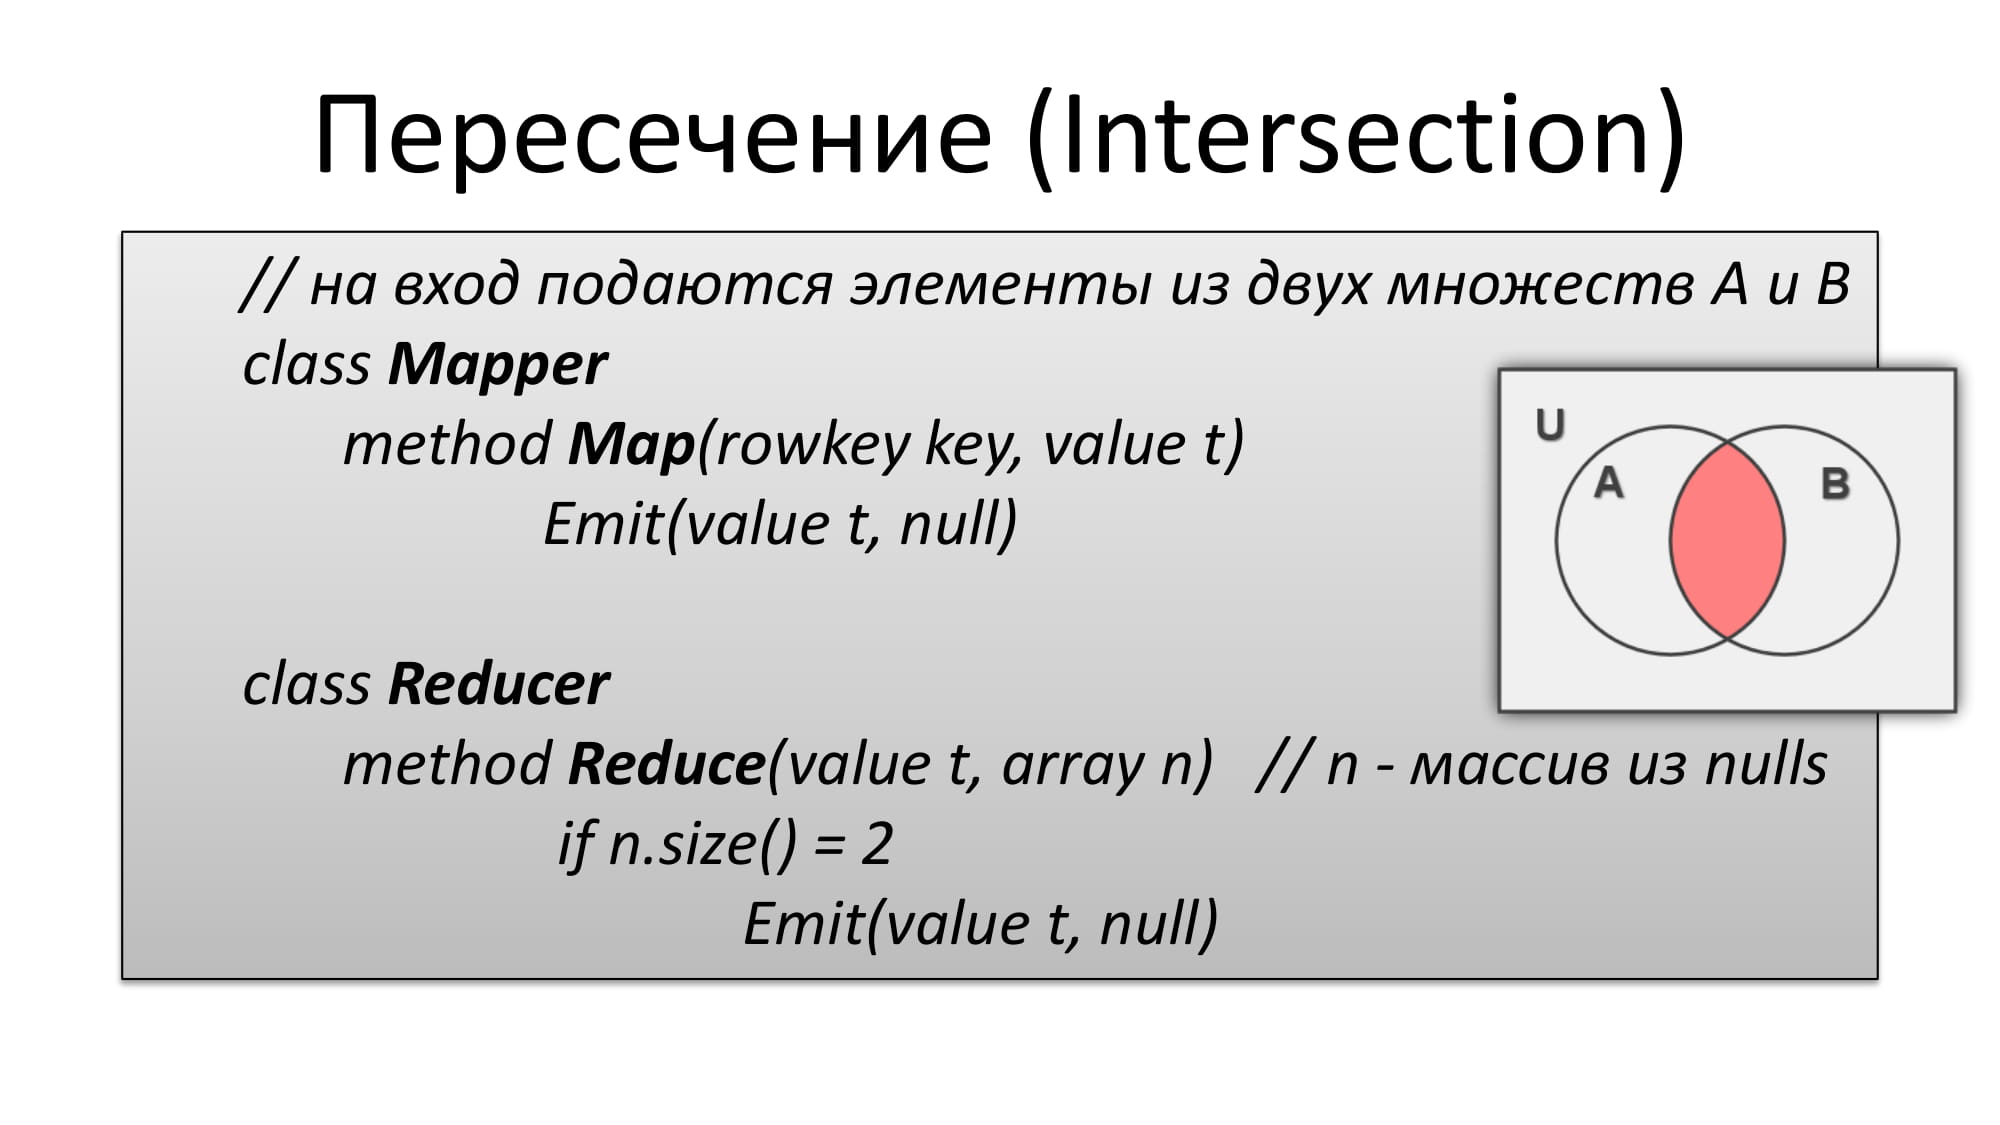 Пересечение (Intersection)
// на вход подаются элементы из двух множеств A и B
class Mapper
method Map(rowkey key, value t)
Emit(value t, null)
class Reducer
method Reduce(value t, array n) // n - массив из nulls
if n.size() = 2
Emit(value t, null)
U
A
B